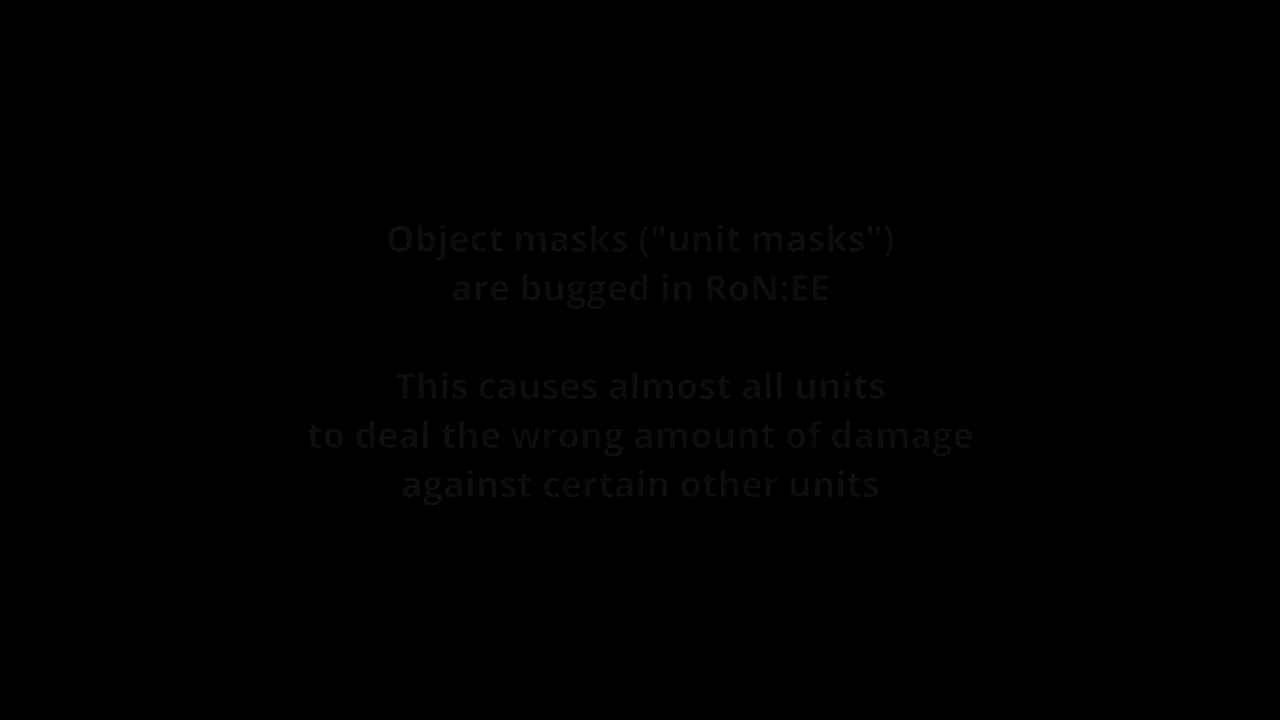 Object masks ("unit masks")
are bugged in RoN:EE
This causes almost all units
to deal the wrong amount of damage
against certain other units